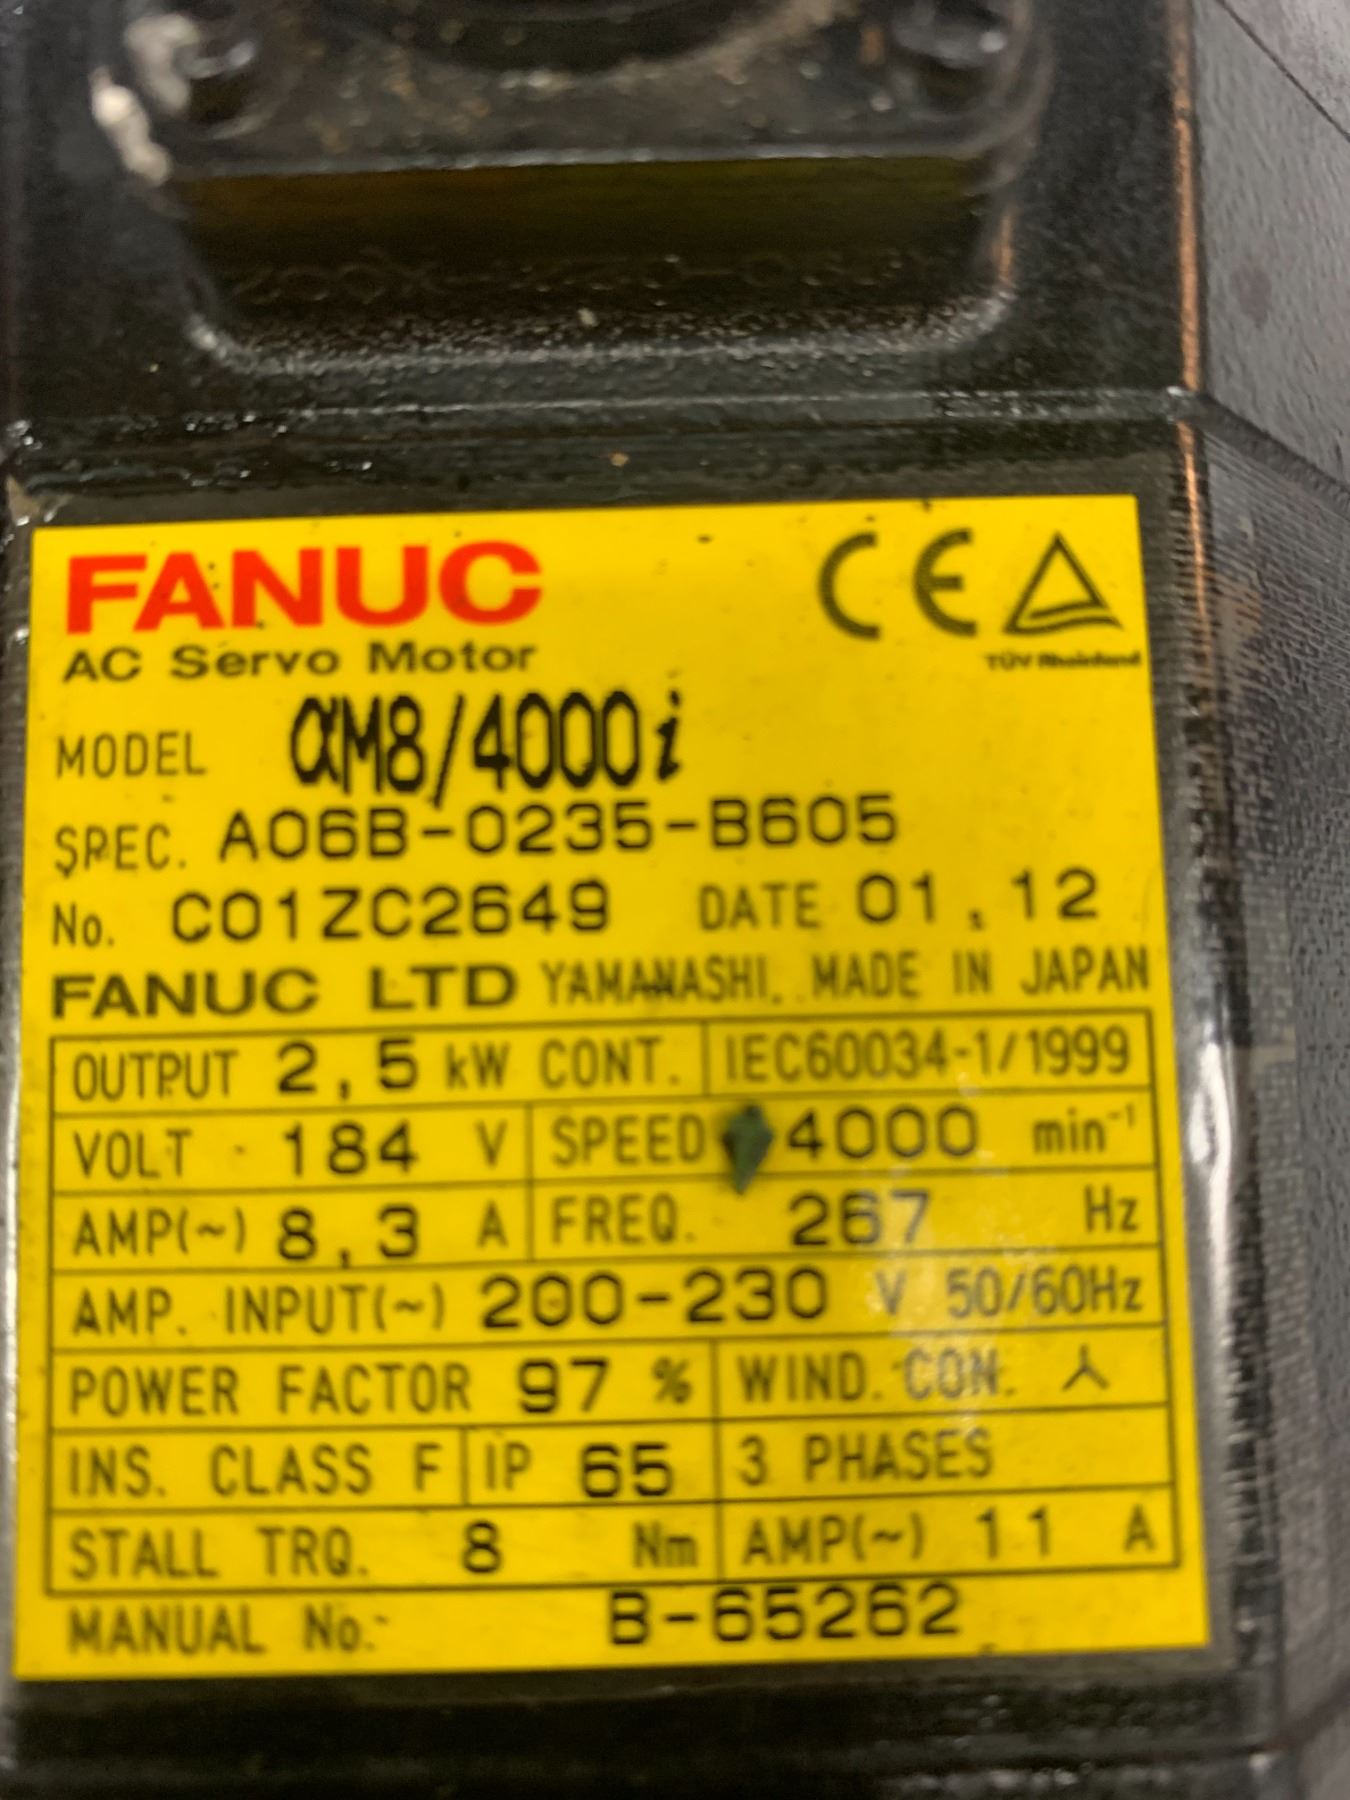 FANUC CE
AC Servo Motor TÜV Rheinland
MODEL αM8/4000i
SPEC. A06B-0235-B605
No. C01ZC2649 DATE 01.12
FANUC LTD YAMANASHI. MADE IN JAPAN
OUTPUT 2,5 kW CONT. IEC60034-1/1999
VOLT 184 V SPEED 4000 min⁻¹
AMP(~) 8,3 A FREQ. 267 Hz
AMP. INPUT(~) 200-230 V 50/60Hz
POWER FACTOR 97 % WIND. CON. ⅄
INS. CLASS F IP 65 3 PHASES
STALL TRQ. 8 Nm AMP(~) 11 A
MANUAL No. B-65262